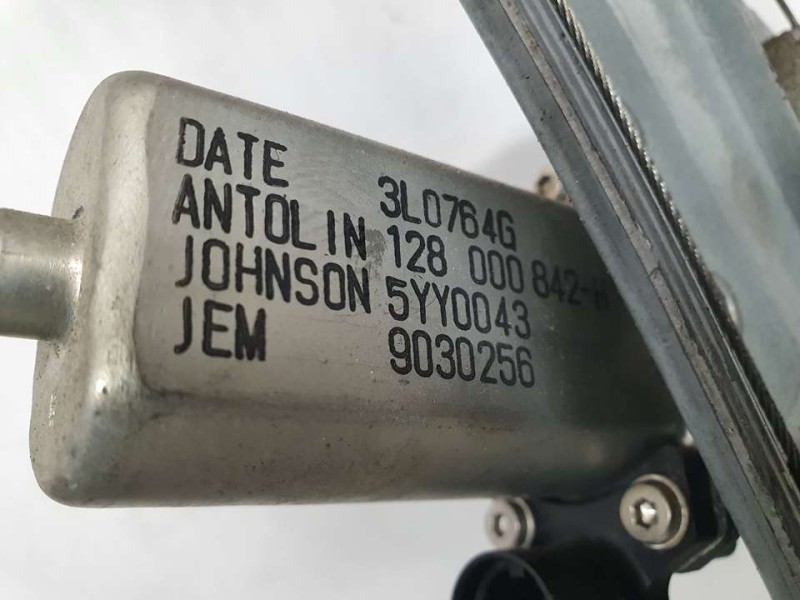 DATE 3L0764G
ANTOLIN 128 000 842-H
JOHNSON 5YY0043
JEM 9030256